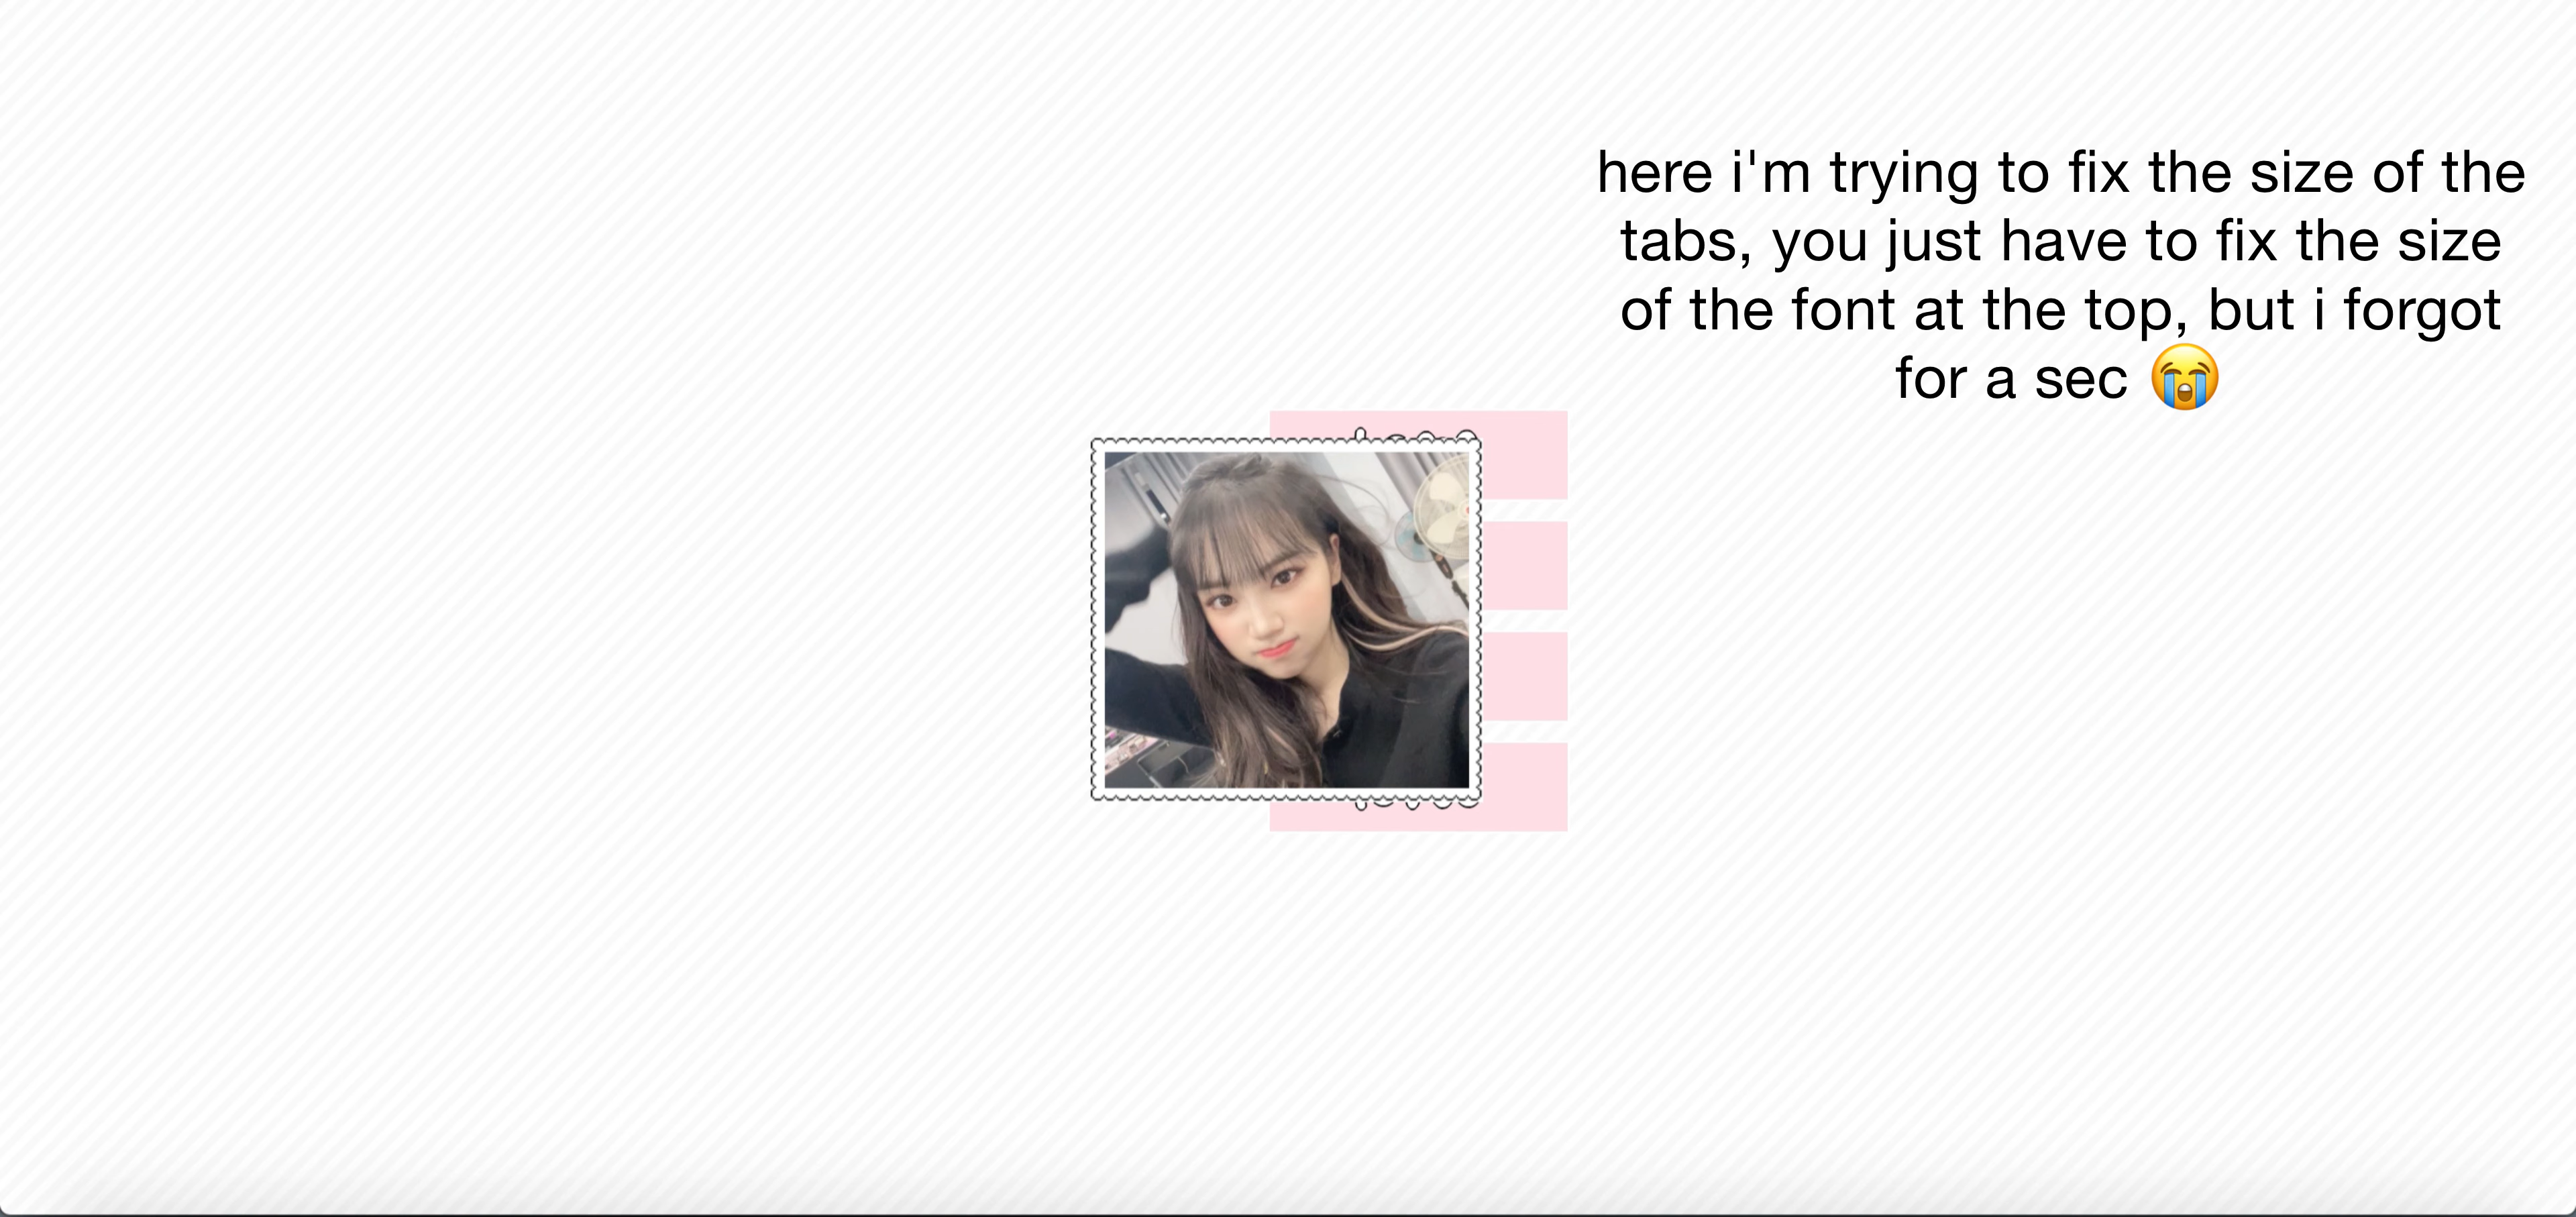 here i'm trying to fix the size of the
tabs, you just have to fix the size
of the font at the top, but i forgot
for a sec 😭